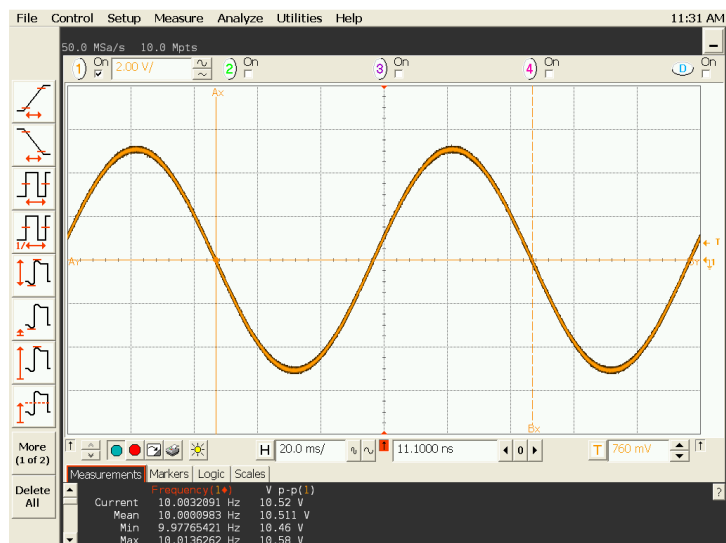 File Control Setup Measure Analyze Utilities Help 11:31 AM
50.0 MSa/s 10.0 Mpts
1 On 2.00 V/ 2 On 3 On 4 On D On
Ax
T
Bx
H 20.0 ms/ 11.1000 ns 0 T 760 mV
More
(1 of 2)
Delete
All
Measurements Markers Logic Scales
Frequency(1♦) V p-p(1)
Current 10.0032091 Hz 10.52 V
Mean 10.0000983 Hz 10.511 V
Min 9.97765421 Hz 10.46 V
Max 10.0136262 Hz 10.58 V
1/
?